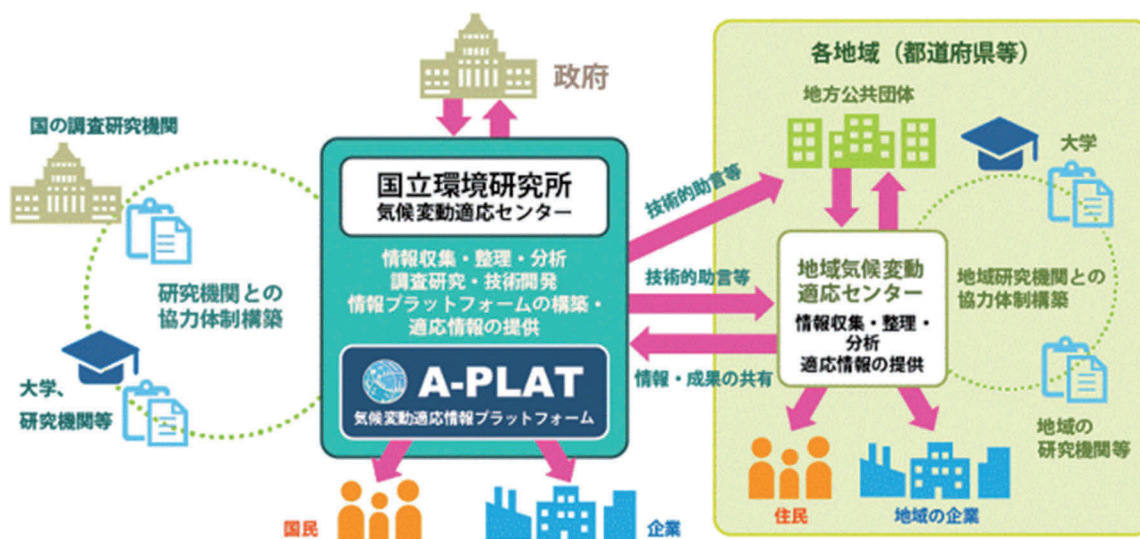 政府
国の調査研究機関
研究機関との
協力体制構築
大学、
研究機関等
国立環境研究所
気候変動適応センター
情報収集・整理・分析
調査研究・技術開発
情報プラットフォームの構築・
適応情報の提供
A-PLAT
気候変動適応情報プラットフォーム
国民
企業
技術的助言等
技術的助言等
情報・成果の共有
各地域（都道府県等）
地方公共団体
大学
地域気候変動
適応センター
情報収集・整理・
分析
適応情報の提供
地域研究機関との
協力体制構築
地域の
研究機関等
住民
地域の企業